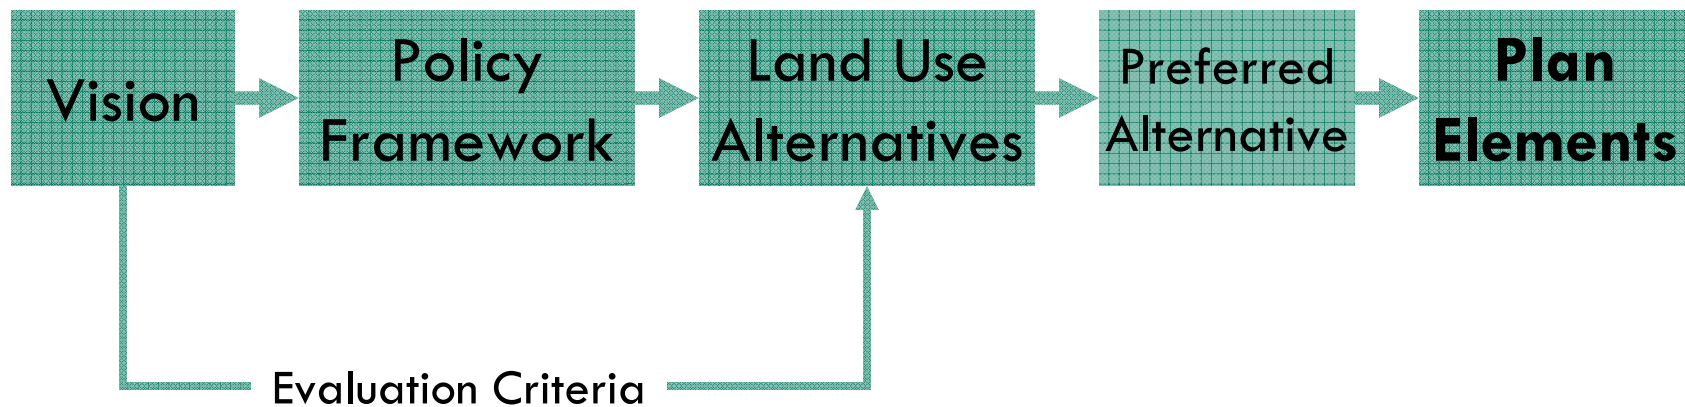 Vision
Policy
Framework
Land Use
Alternatives
Preferred
Alternative
Plan
Elements
Evaluation Criteria